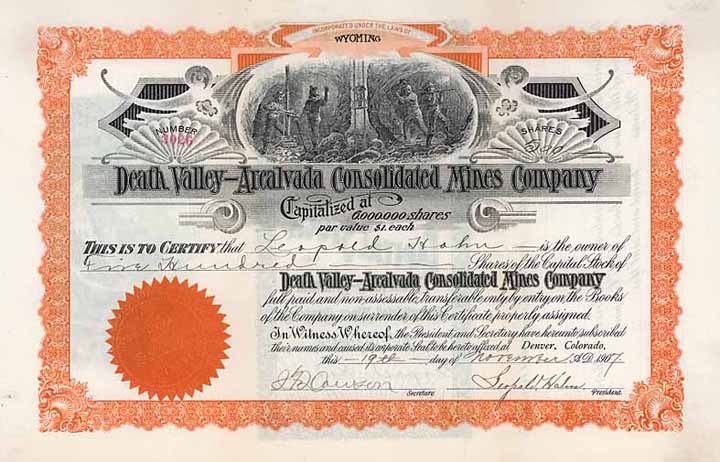 INCORPORATED UNDER THE LAWS OF
WYOMING
NUMBER
3026
SHARES
500
Death Valley–Arcalvada Consolidated Mines Company
Capitalized at
6,000,000 shares
par value $1. each
THIS IS TO CERTIFY that Leopold Hahn is the owner of
Five Hundred Shares of the Capital Stock of
Death Valley–Arcalvada Consolidated Mines Company
full paid and non-assessable, transferable only by entry on the Books
of the Company on surrender of this Certificate properly assigned.
In Witness Whereof, the President and Secretary have hereunto subscribed
their names and caused its corporate Seal to be hereto affixed at Denver, Colorado,
this 19th day of November A.D. 1907.
Leopold Hahn
Secretary
President.